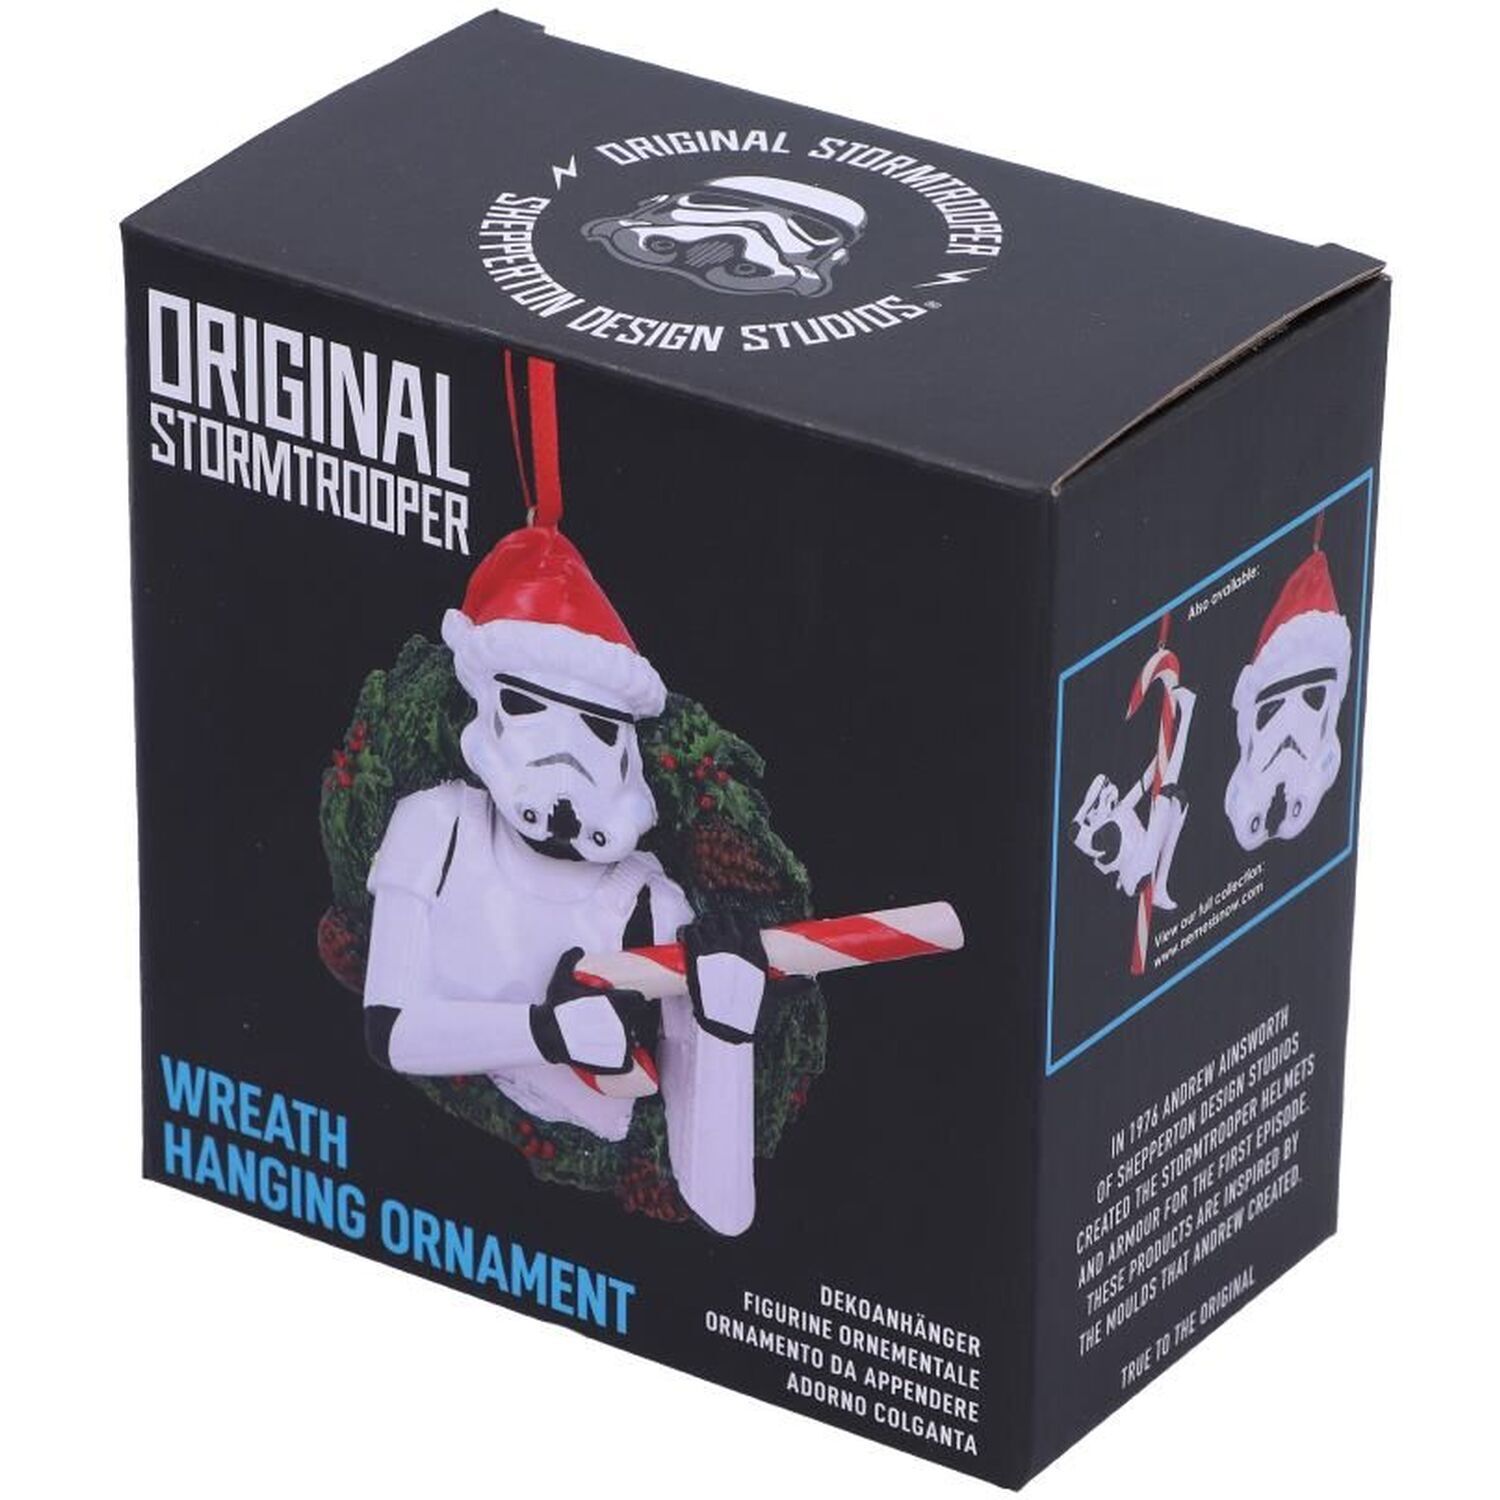 ORIGINAL STORMTROOPER
SHEPPERTON DESIGN STUDIOS®
ORIGINAL
STORMTROOPER
WREATH
HANGING ORNAMENT
DEKOANHÄNGER
FIGURINE ORNEMENTALE
ORNAMENTO DA APPENDERE
ADORNO COLGANTA
Also available:
View our full collection:
www.nemesisnow.com
IN 1976 ANDREW AINSWORTH
OF SHEPPERTON DESIGN STUDIOS
CREATED THE STORMTROOPER HELMETS
AND ARMOUR FOR THE FIRST EPISODE.
THESE PRODUCTS ARE INSPIRED BY
THE MOULDS THAT ANDREW CREATED.
TRUE TO THE ORIGINAL